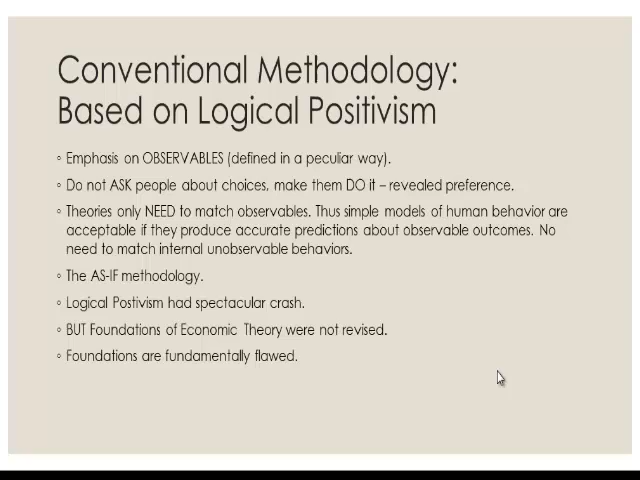 Conventional Methodology:
Based on Logical Positivism
◦ Emphasis on OBSERVABLES (defined in a peculiar way).
◦ Do not ASK people about choices, make them DO it – revealed preference.
◦ Theories only NEED to match observables. Thus simple models of human behavior are
acceptable if they produce accurate predictions about observable outcomes. No
need to match internal unobservable behaviors.
◦ The AS-IF methodology.
◦ Logical Postivism had spectacular crash.
◦ BUT Foundations of Economic Theory were not revised.
◦ Foundations are fundamentally flawed.